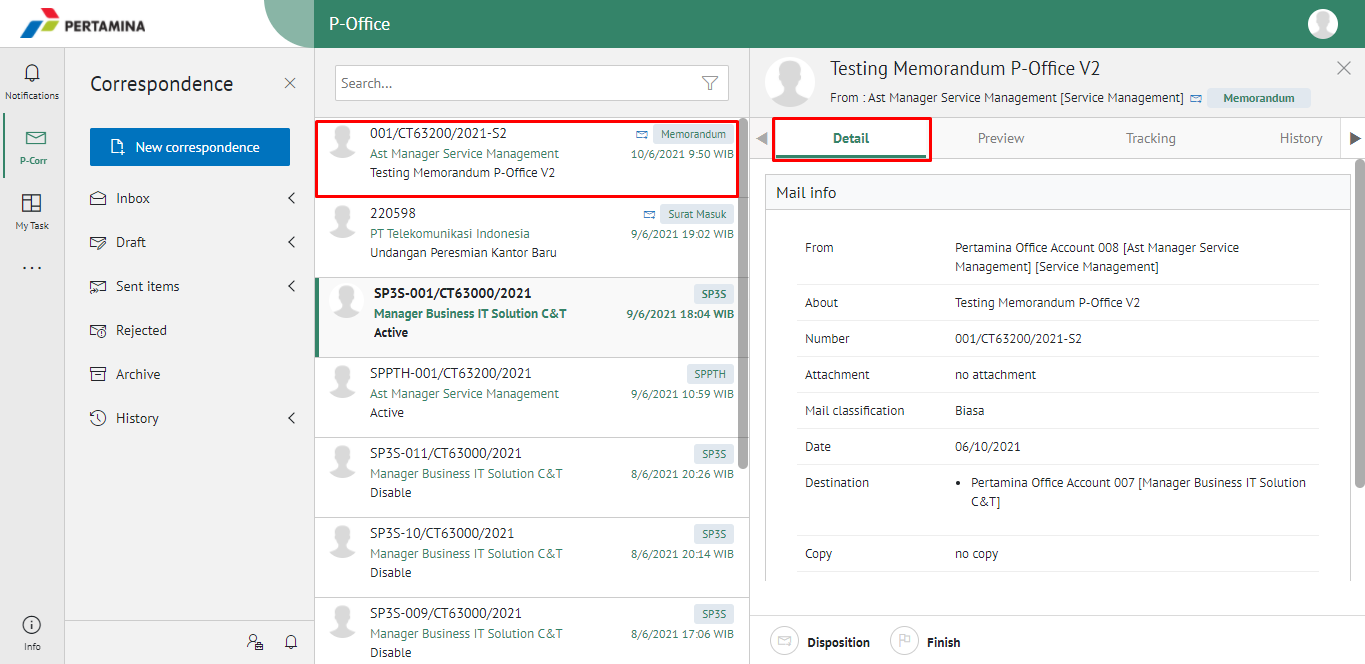 PERTAMINA
P-Office
Notifications
P-Corr
My Task
...
Info
Correspondence
New correspondence
Inbox
Draft
Sent items
Rejected
Archive
History
Search...
001/CT63200/2021-S2
Memorandum
Ast Manager Service Management
10/6/2021 9:50 WIB
Testing Memorandum P-Office V2
220598
Surat Masuk
PT Telekomunikasi Indonesia
9/6/2021 19:02 WIB
Undangan Peresmian Kantor Baru
SP3S-001/CT63000/2021
SP3S
Manager Business IT Solution C&T
9/6/2021 18:04 WIB
Active
SPPTH-001/CT63200/2021
SPPTH
Ast Manager Service Management
9/6/2021 10:59 WIB
Active
SP3S-011/CT63000/2021
SP3S
Manager Business IT Solution C&T
8/6/2021 20:26 WIB
Disable
SP3S-10/CT63000/2021
SP3S
Manager Business IT Solution C&T
8/6/2021 20:14 WIB
Disable
SP3S-009/CT63000/2021
SP3S
Manager Business IT Solution C&T
8/6/2021 17:06 WIB
Disable
Testing Memorandum P-Office V2
From : Ast Manager Service Management [Service Management]
Memorandum
Detail
Preview
Tracking
History
Mail info
From
Pertamina Office Account 008 [Ast Manager Service
Management] [Service Management]
About
Testing Memorandum P-Office V2
Number
001/CT63200/2021-S2
Attachment
no attachment
Mail classification
Biasa
Date
06/10/2021
Destination
• Pertamina Office Account 007 [Manager Business IT Solution
C&T]
Copy
no copy
Disposition
Finish